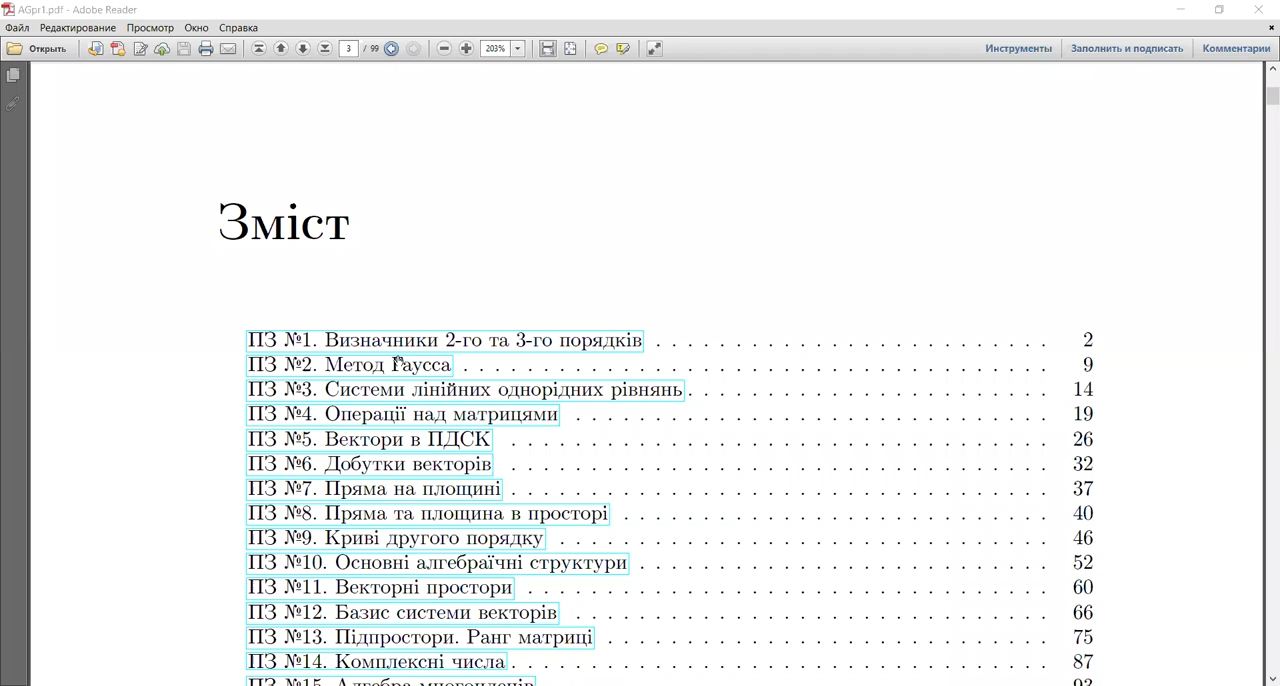 AGpr1.pdf - Adobe Reader
Файл Редактирование Просмотр Окно Справка
Открыть 3 / 99 203% Инструменты Заполнить и подписать Комментарии
Зміст
ПЗ №1. Визначники 2-го та 3-го порядків . . . . . . . . . . . . . . . . . . . . 2
ПЗ №2. Метод Гаусса . . . . . . . . . . . . . . . . . . . . . . . . . . . . . 9
ПЗ №3. Системи лінійних однорідних рівнянь . . . . . . . . . . . . . . . . . . 14
ПЗ №4. Операції над матрицями . . . . . . . . . . . . . . . . . . . . . . . . 19
ПЗ №5. Вектори в ПДСК . . . . . . . . . . . . . . . . . . . . . . . . . . . 26
ПЗ №6. Добутки векторів . . . . . . . . . . . . . . . . . . . . . . . . . . . 32
ПЗ №7. Пряма на площині . . . . . . . . . . . . . . . . . . . . . . . . . . . 37
ПЗ №8. Пряма та площина в просторі . . . . . . . . . . . . . . . . . . . . . . 40
ПЗ №9. Криві другого порядку . . . . . . . . . . . . . . . . . . . . . . . . . 46
ПЗ №10. Основні алгебраїчні структури . . . . . . . . . . . . . . . . . . . . . 52
ПЗ №11. Векторні простори . . . . . . . . . . . . . . . . . . . . . . . . . . 60
ПЗ №12. Базис системи векторів . . . . . . . . . . . . . . . . . . . . . . . . 66
ПЗ №13. Підпростори. Ранг матриці . . . . . . . . . . . . . . . . . . . . . . 75
ПЗ №14. Комплексні числа . . . . . . . . . . . . . . . . . . . . . . . . . . . 87
ПЗ №15. Алгебра многочленів 93